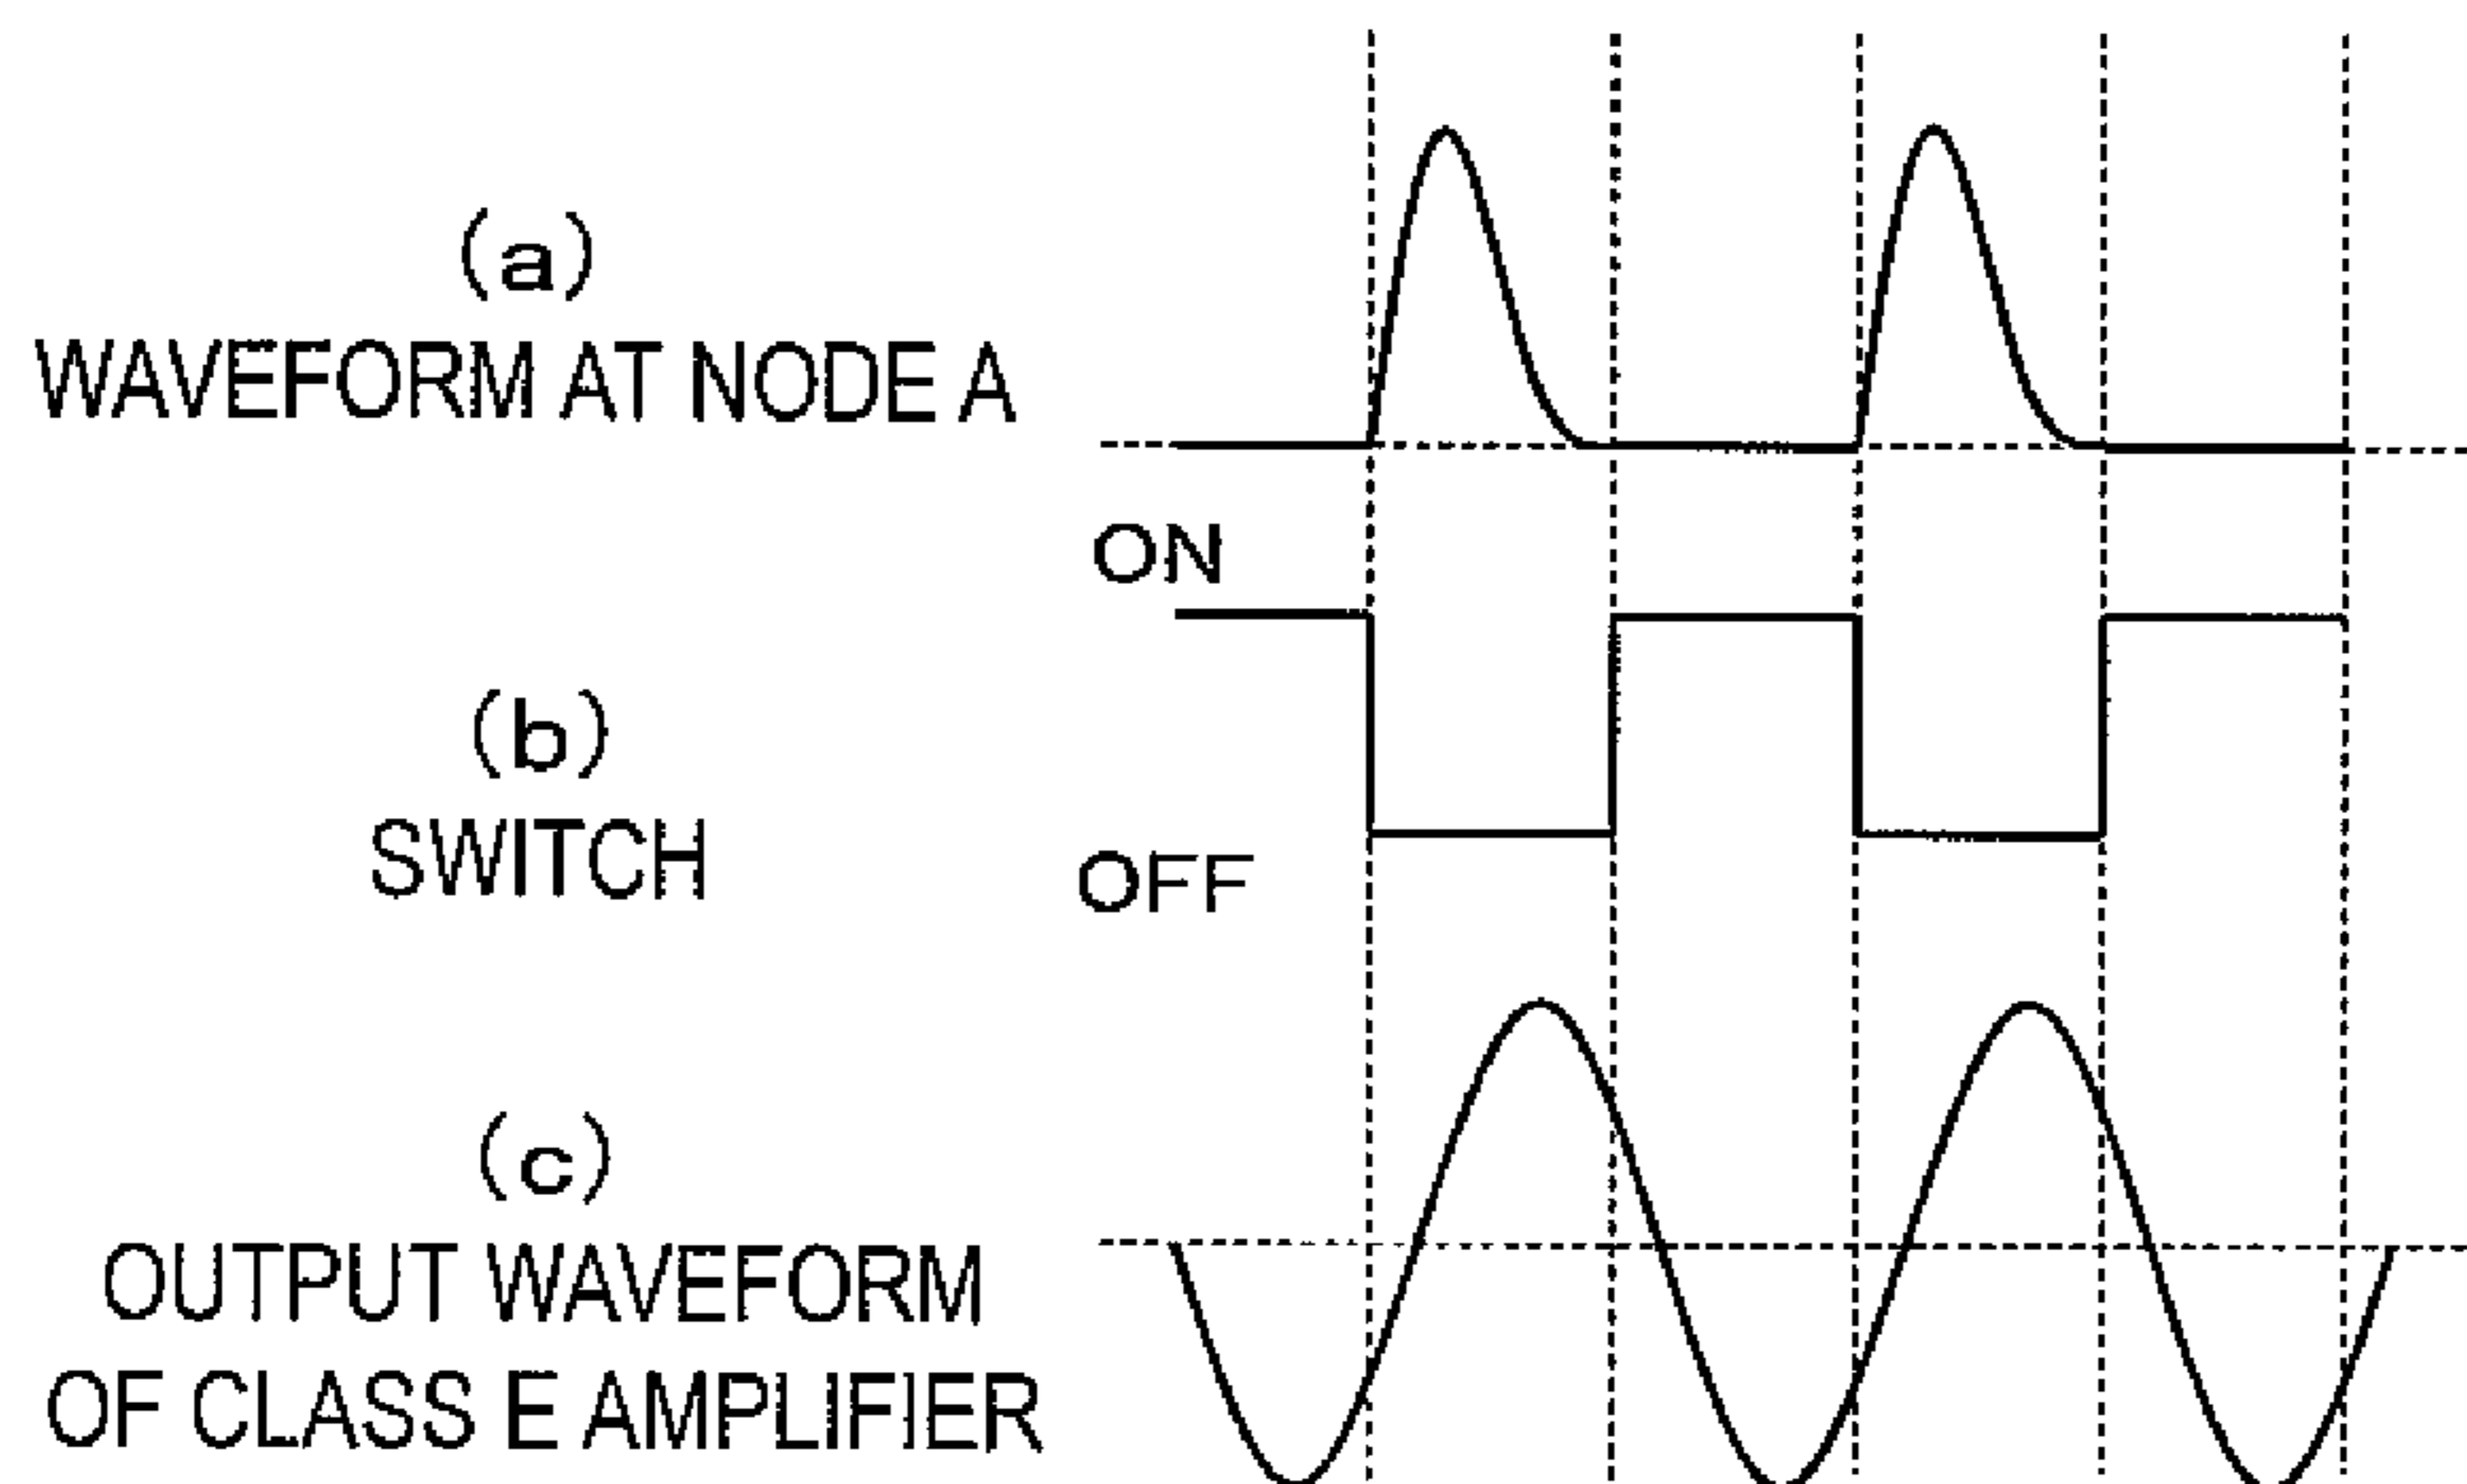 (a)
WAVEFORM AT NODE A
ON
(b)
SWITCH
OFF
(c)
OUTPUT WAVEFORM
OF CLASS E AMPLIFIER